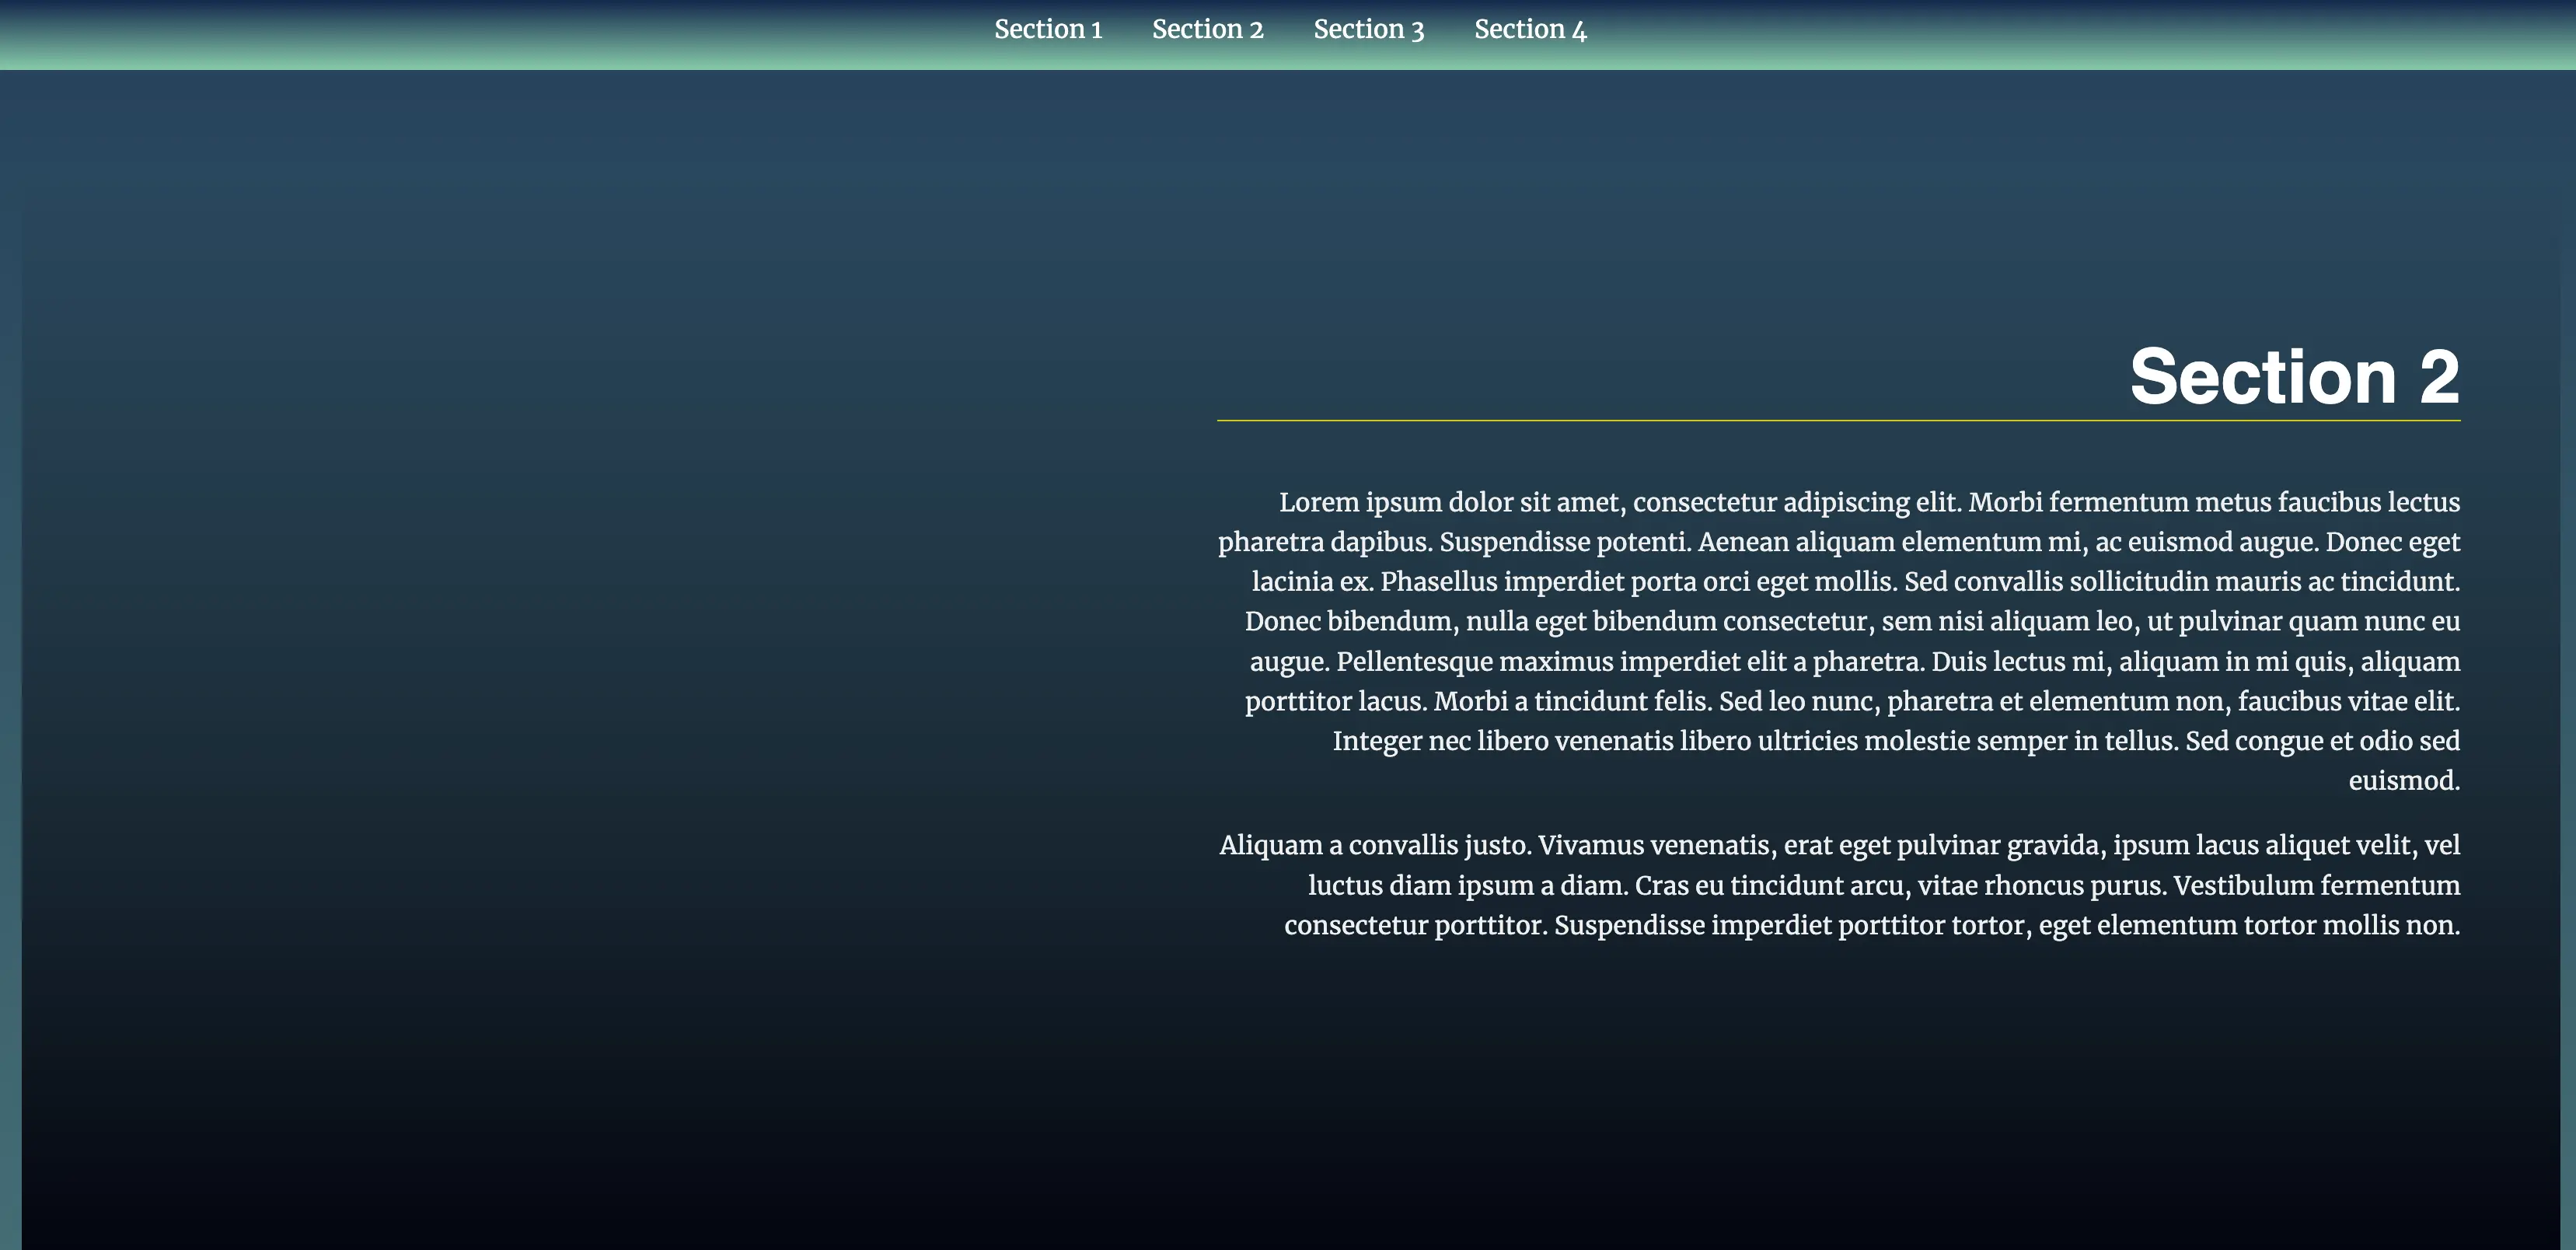 Section 1 Section 2 Section 3 Section 4
Section 2
Lorem ipsum dolor sit amet, consectetur adipiscing elit. Morbi fermentum metus faucibus lectus
pharetra dapibus. Suspendisse potenti. Aenean aliquam elementum mi, ac euismod augue. Donec eget
lacinia ex. Phasellus imperdiet porta orci eget mollis. Sed convallis sollicitudin mauris ac tincidunt.
Donec bibendum, nulla eget bibendum consectetur, sem nisi aliquam leo, ut pulvinar quam nunc eu
augue. Pellentesque maximus imperdiet elit a pharetra. Duis lectus mi, aliquam in mi quis, aliquam
porttitor lacus. Morbi a tincidunt felis. Sed leo nunc, pharetra et elementum non, faucibus vitae elit.
Integer nec libero venenatis libero ultricies molestie semper in tellus. Sed congue et odio sed
euismod.
Aliquam a convallis justo. Vivamus venenatis, erat eget pulvinar gravida, ipsum lacus aliquet velit, vel
luctus diam ipsum a diam. Cras eu tincidunt arcu, vitae rhoncus purus. Vestibulum fermentum
consectetur porttitor. Suspendisse imperdiet porttitor tortor, eget elementum tortor mollis non.